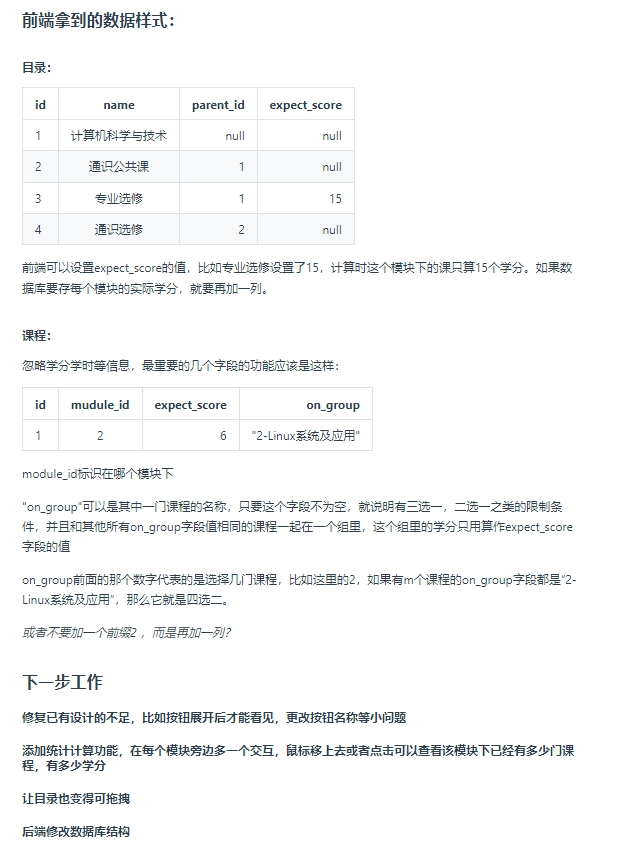 前端拿到的数据样式：
目录：
id name parent_id expect_score
1 计算机科学与技术 null null
2 通识公共课 1 null
3 专业选修 1 15
4 通识选修 2 null
前端可以设置expect_score的值，比如专业选修设置了15，计算时这个模块下的课只算15个学分。如果数
据库要存每个模块的实际学分，就要再加一列。
课程：
忽略学分学时等信息，最重要的几个字段的功能应该是这样：
id mudule_id expect_score on_group
1 2 6 "2-Linux系统及应用"
module_id标识在哪个模块下
"on_group"可以是其中一门课程的名称，只要这个字段不为空，就说明有三选一，二选一之类的限制条
件，并且和其他所有on_group字段值相同的课程一起在一个组里，这个组里的学分只用算作expect_score
字段的值
on_group前面的那个数字代表的是选择几门课程，比如这里的2，如果有m个课程的on_group字段都是“2-
Linux系统及应用”，那么它就是四选二。
或者不要加一个前缀2 ，而是再加一列？
下一步工作
修复已有设计的不足，比如按钮展开后才能看见，更改按钮名称等小问题
添加统计计算功能，在每个模块旁边多一个交互，鼠标移上去或者点击可以查看该模块下已经有多少门课
程，有多少学分
让目录也变得可拖拽
后端修改数据库结构